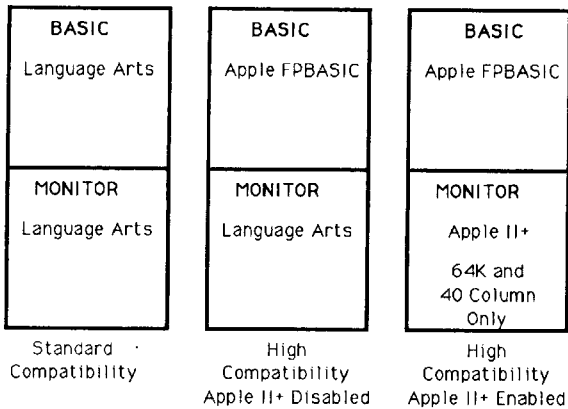 BASIC
Language Arts
MONITOR
Language Arts
Standard
Compatibility
BASIC
Apple FPBASIC
MONITOR
Language Arts
High
Compatibility
Apple II+ Disabled
BASIC
Apple FPBASIC
MONITOR
Apple II+
64K and
40 Column
Only
High
Compatibility
Apple II+ Enabled